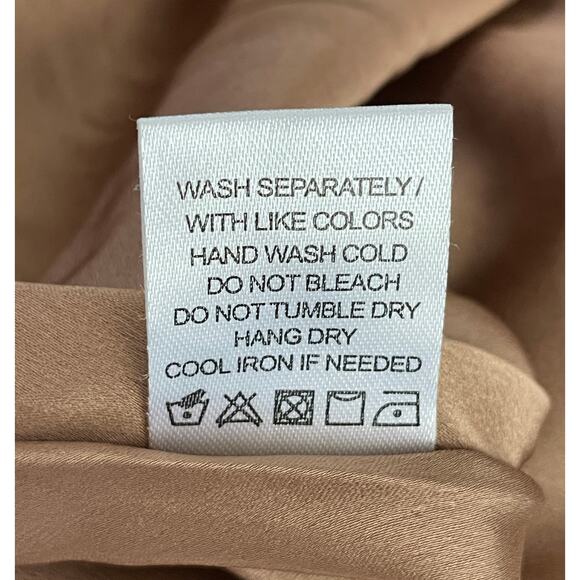 WASH SEPARATELY /
WITH LIKE COLORS
HAND WASH COLD
DO NOT BLEACH
DO NOT TUMBLE DRY
HANG DRY
COOL IRON IF NEEDED